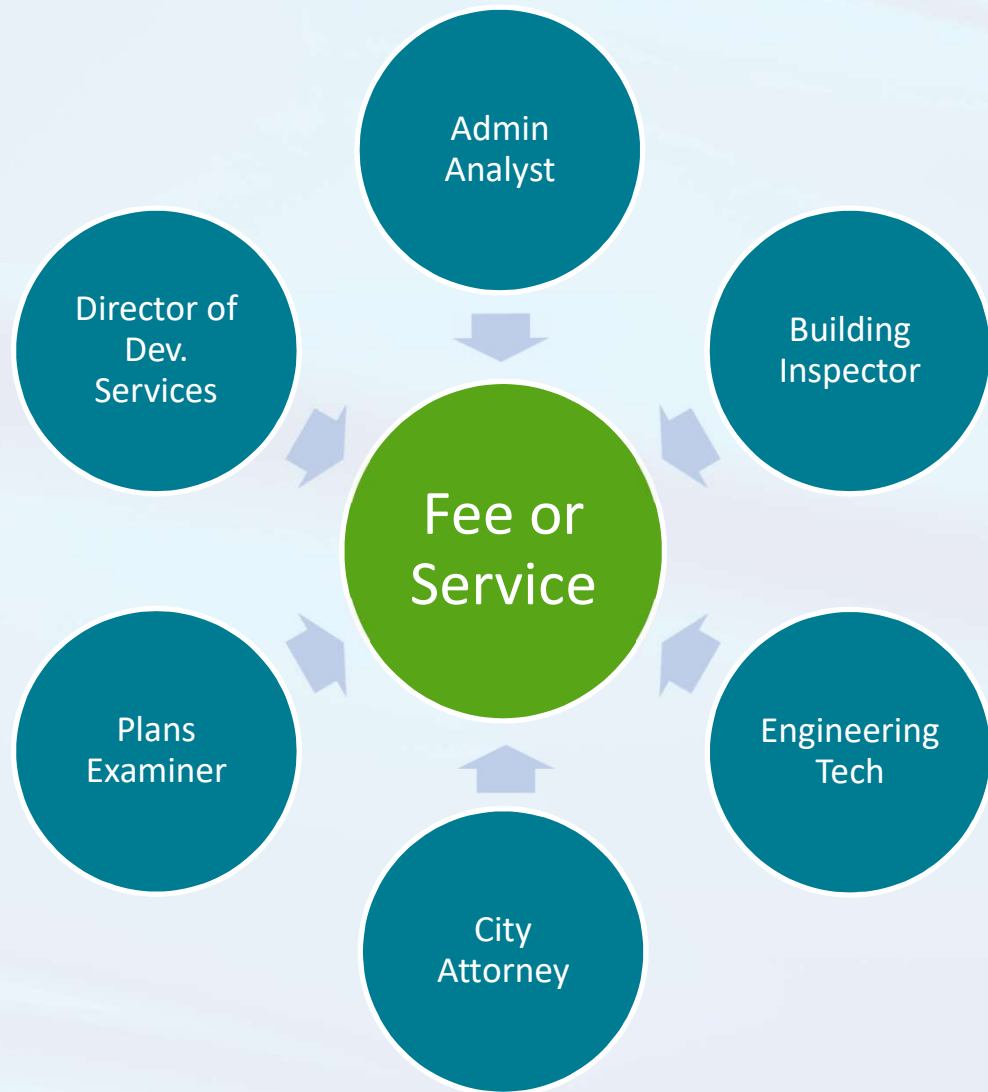 Admin
Analyst
Director of
Dev.
Services
Building
Inspector
Fee or
Service
Plans
Examiner
Engineering
Tech
City
Attorney